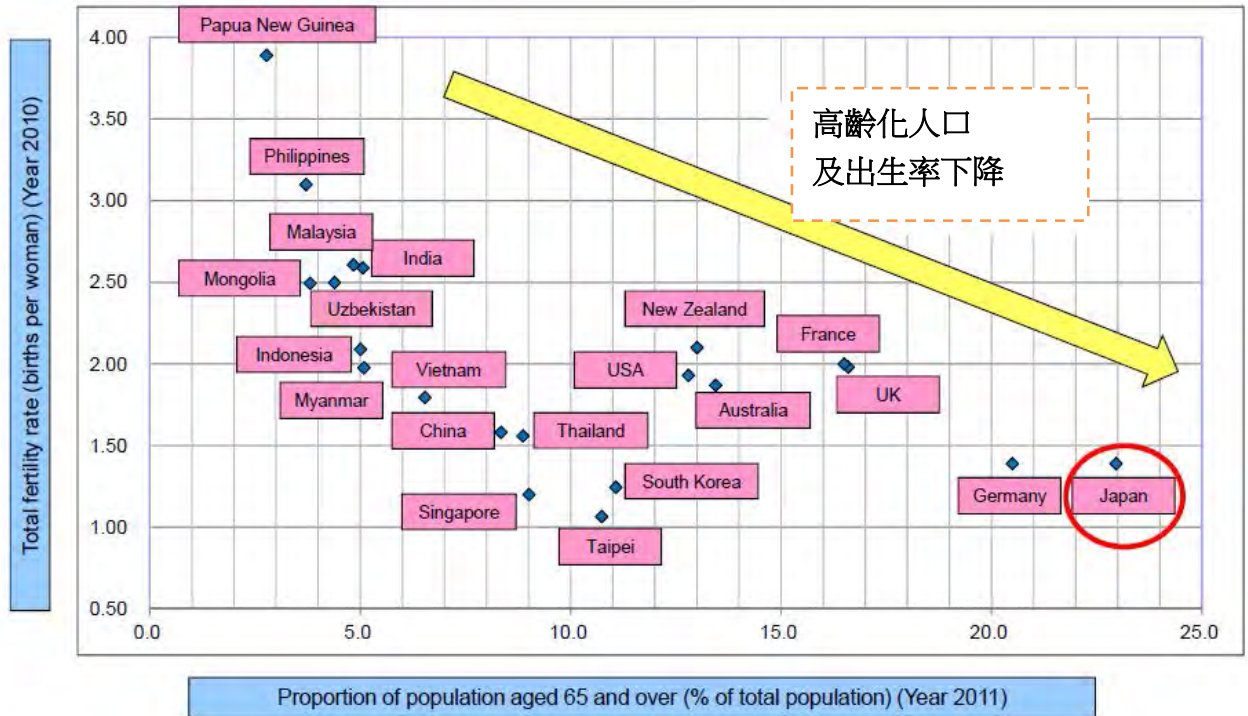 Total fertility rate (births per woman) (Year 2010)
4.00
3.50
3.00
2.50
2.00
1.50
1.00
0.50
Papua New Guinea
高齡化人口
及出生率下降
Philippines
Malaysia
India
Mongolia
Uzbekistan
New Zealand
France
Indonesia
Vietnam
USA
UK
Myanmar
Australia
China
Thailand
South Korea
Germany
Japan
Singapore
Taipei
0.0
5.0
10.0
15.0
20.0
25.0
Proportion of population aged 65 and over (% of total population) (Year 2011)